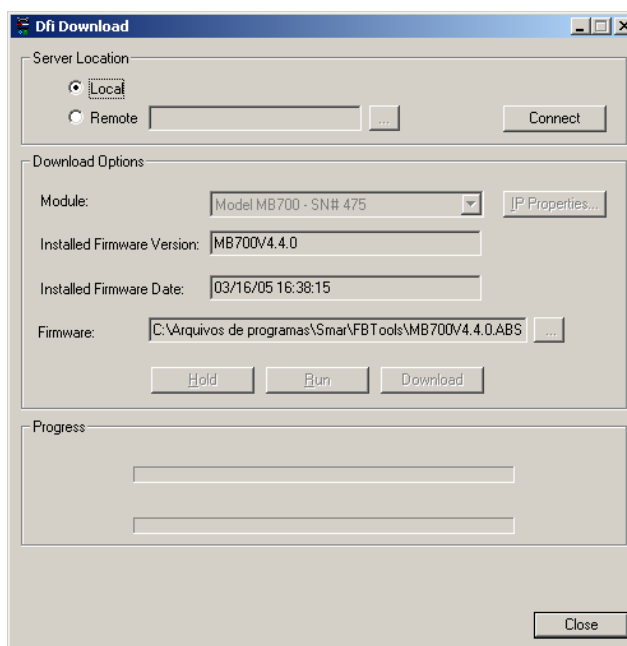 Dfi Download
Server Location
Local
Remote ...
Connect
Download Options
Module: Model MB700 - SN# 475 IP Properties...
Installed Firmware Version: MB700V4.4.0
Installed Firmware Date: 03/16/05 16:38:15
Firmware: C:\Arquivos de programas\Smar\FBTools\MB700V4.4.0.ABS ...
Hold Run Download
Progress
Close